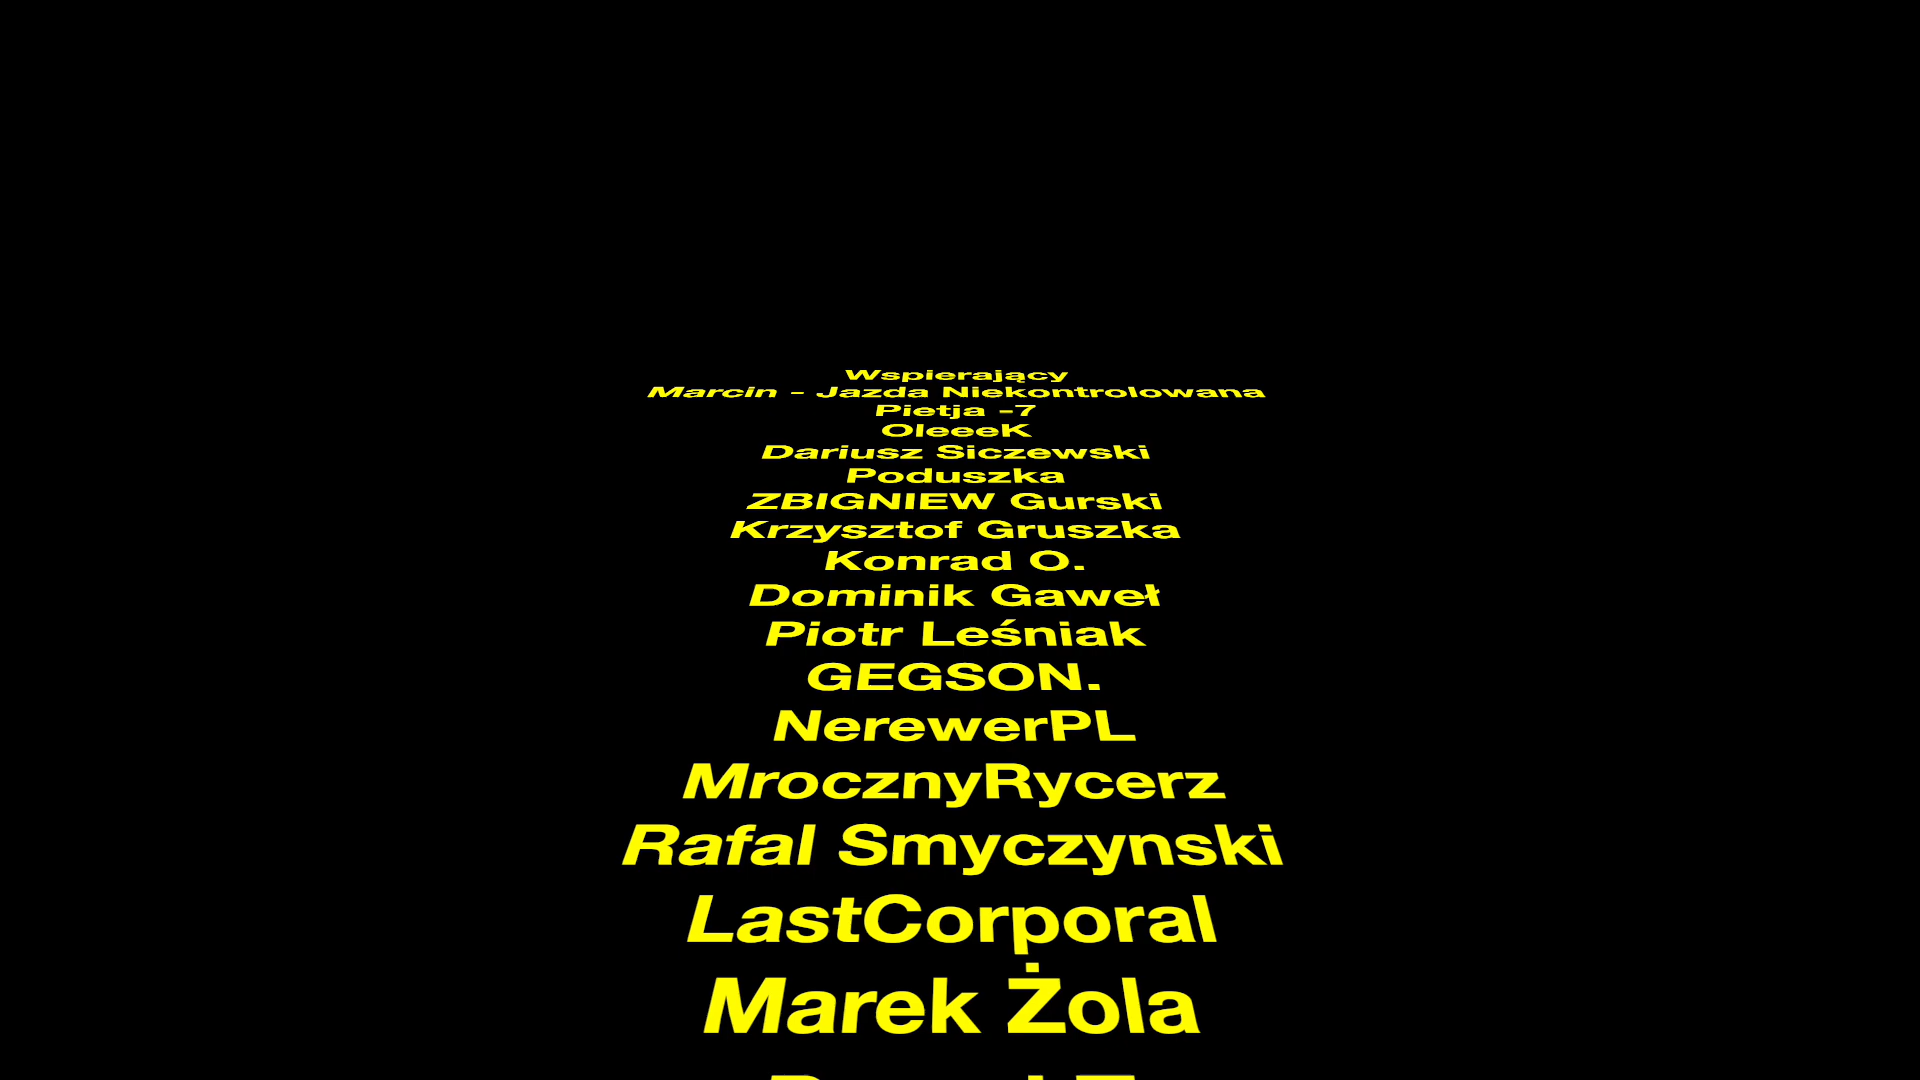 Wspierający
Marcin - Jazda Niekontrolowana
Pietja -7
OleeeK
Dariusz Siczewski
Poduszka
ZBIGNIEW Gurski
Krzysztof Gruszka
Konrad O.
Dominik Gaweł
Piotr Leśniak
GEGSON.
NerewerPL
MrocznyRycerz
Rafal Smyczynski
LastCorporal
Marek Żola